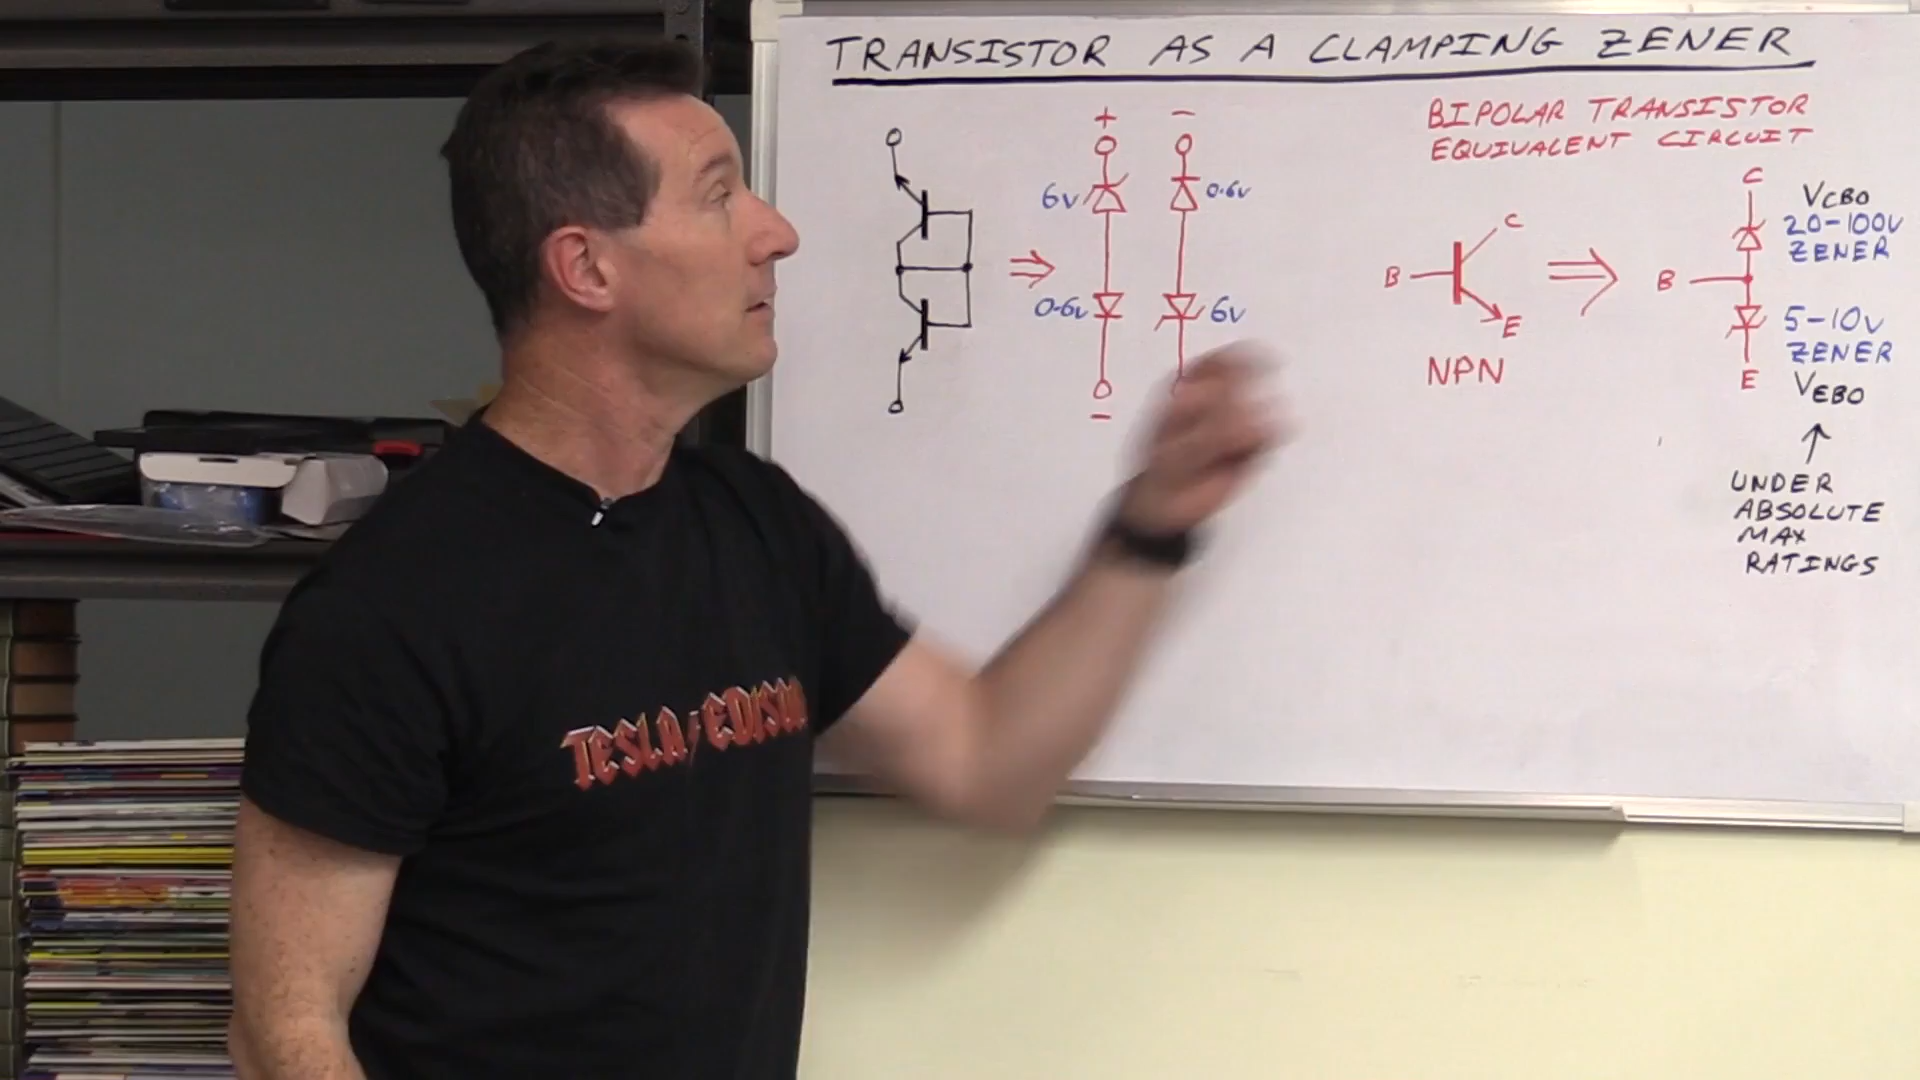 TRANSISTOR AS A CLAMPING ZENER
+
-
6V
0.6V
0.6V
6V
-
BIPOLAR TRANSISTOR
EQUIVALENT CIRCUIT
B
C
E
NPN
C
B
E
VCBO
20-100V
ZENER
5-10V
ZENER
VEBO
UNDER
ABSOLUTE
MAX
RATINGS
TESLA/EDISON